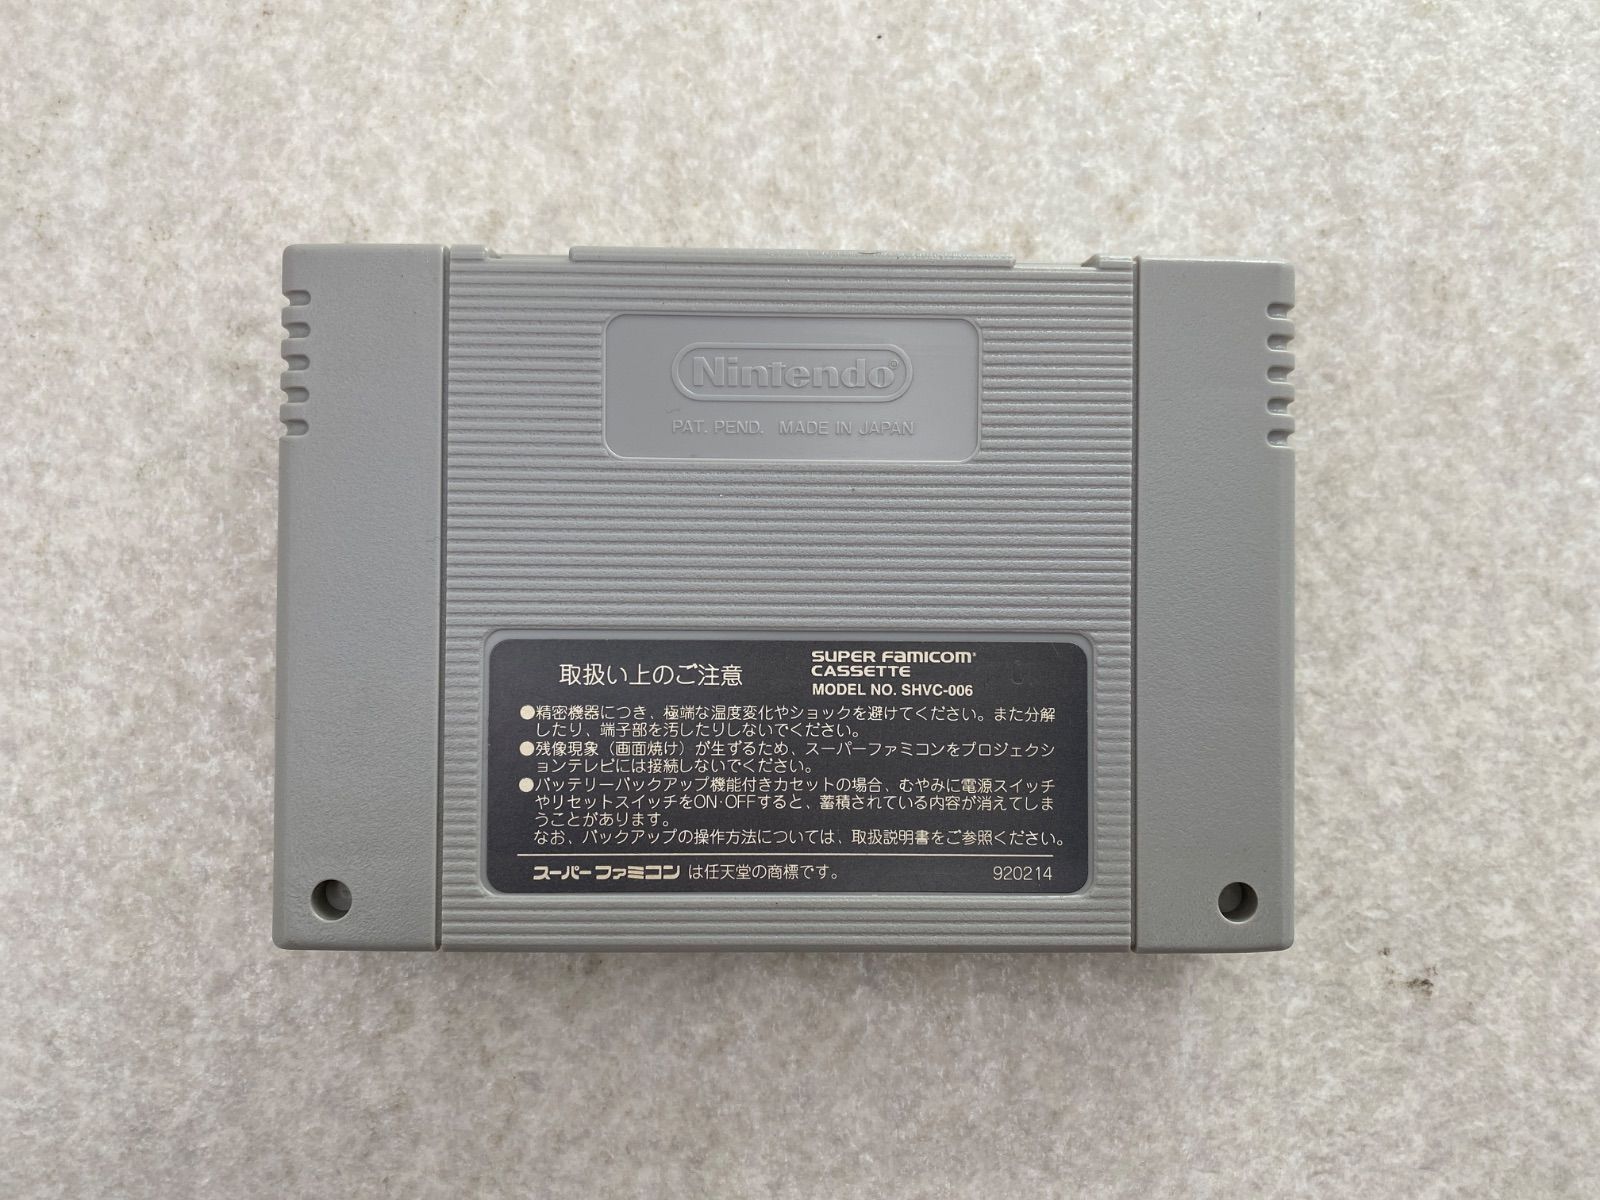 Nintendo®
PAT. PEND. MADE IN JAPAN
取扱い上のご注意
SUPER FAMICOM®
CASSETTE
MODEL NO. SHVC-006
●精密機器につき、極端な温度変化やショックを避けてください。また分解
したり、端子部を汚したりしないでください。
●残像現象(画面焼け)が生ずるため、スーパーファミコンをプロジェクシ
ョンテレビには接続しないでください。
●バッテリーバックアップ機能付きカセットの場合、むやみに電源スイッチ
やリセットスイッチをON·OFFすると、蓄積されている内容が消えてしま
うことがあります。
なお、バックアップの操作方法については、取扱説明書をご参照ください。
スーパーファミコン は任天堂の商標です。
920214